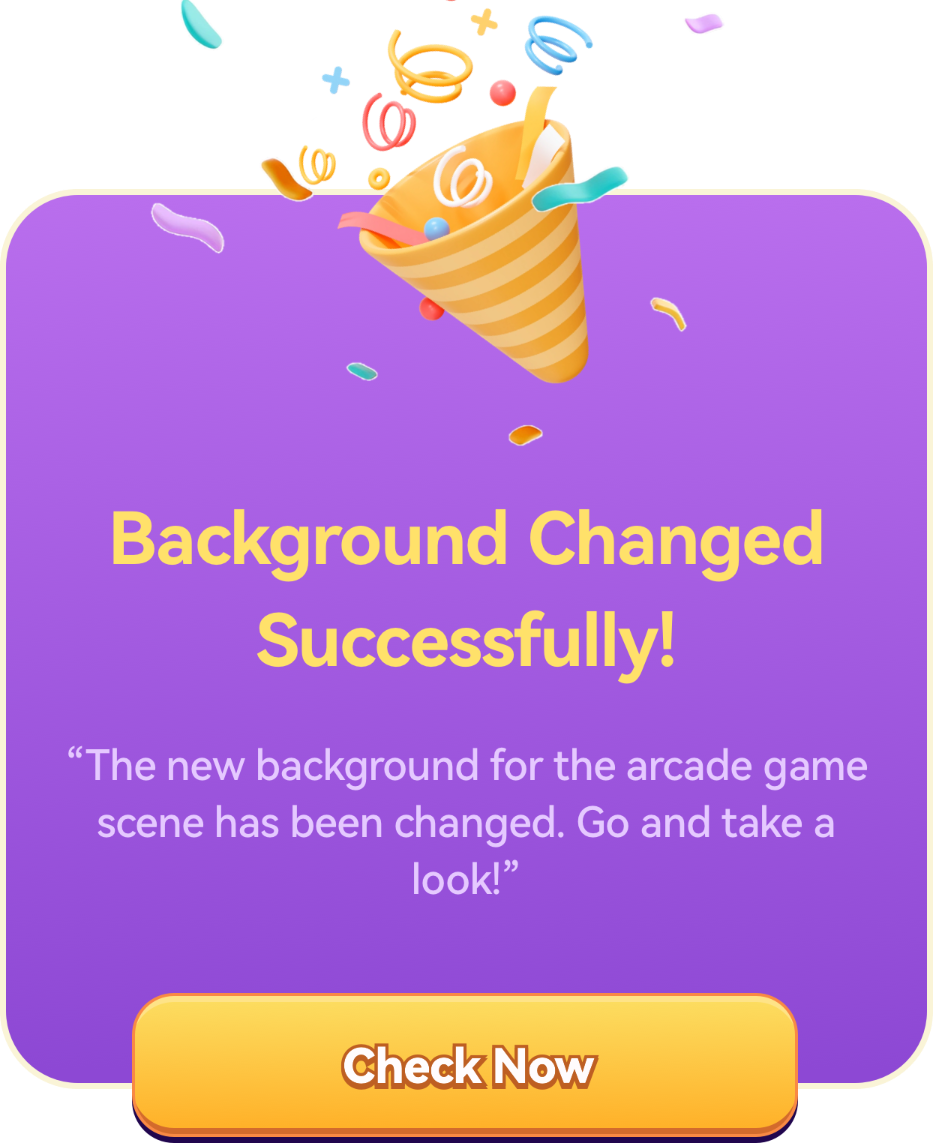 Background Changed
Successfully!
“The new background for the arcade game
scene has been changed. Go and take a
look!”
Check Now